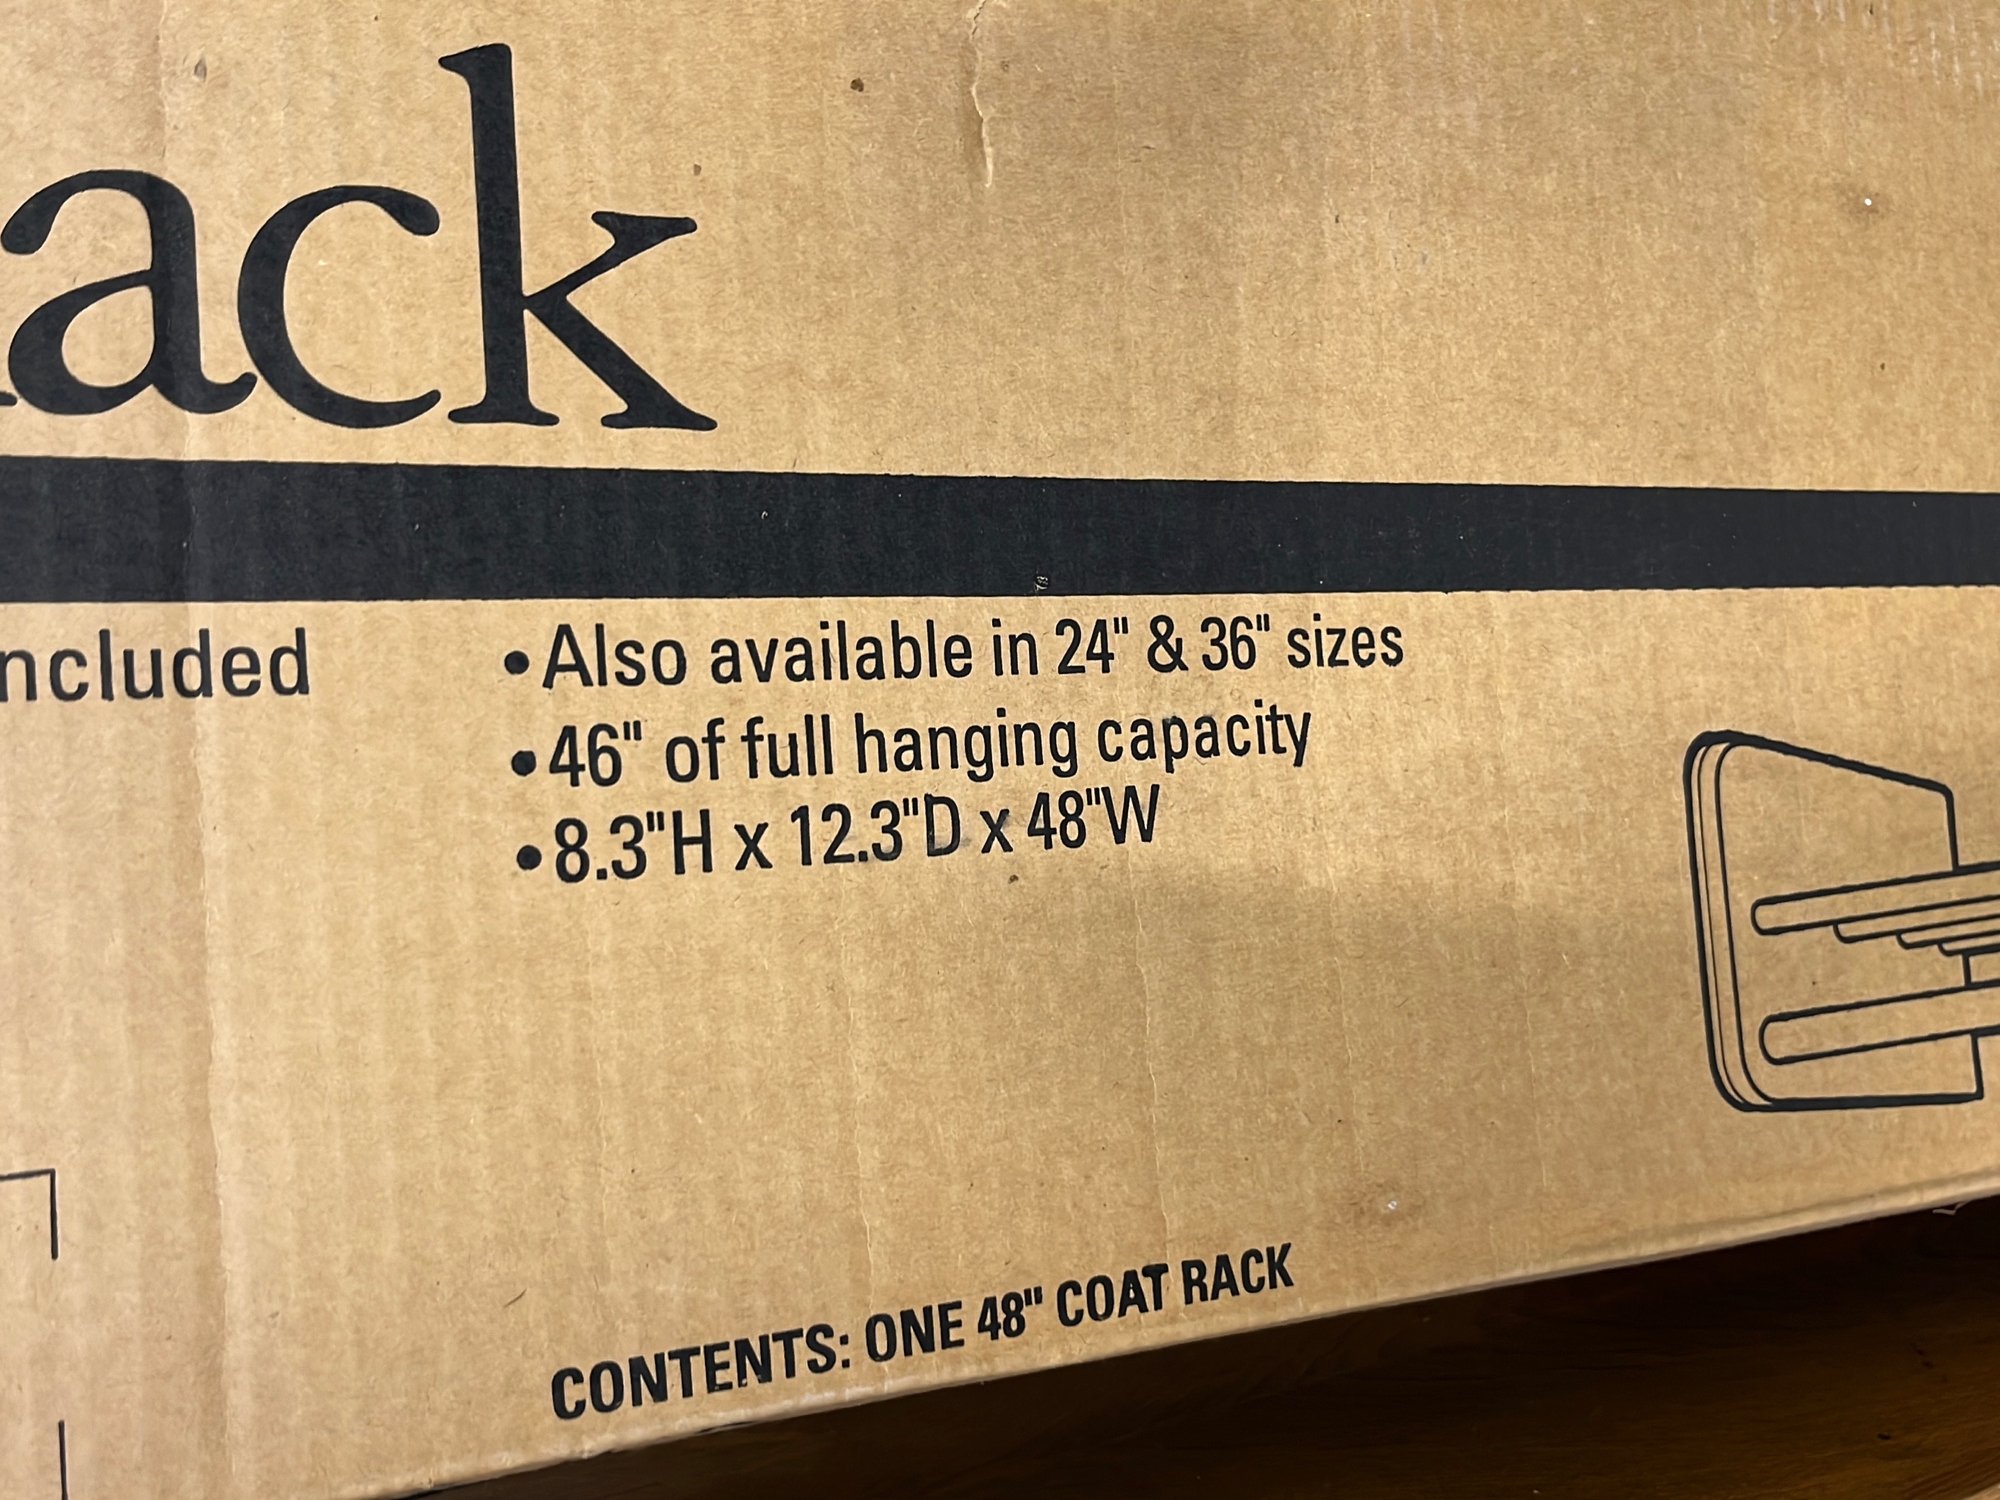 ack
ncluded
•Also available in 24" & 36" sizes
•46" of full hanging capacity
•8.3"H x 12.3"D x 48"W
CONTENTS: ONE 48" COAT RACK